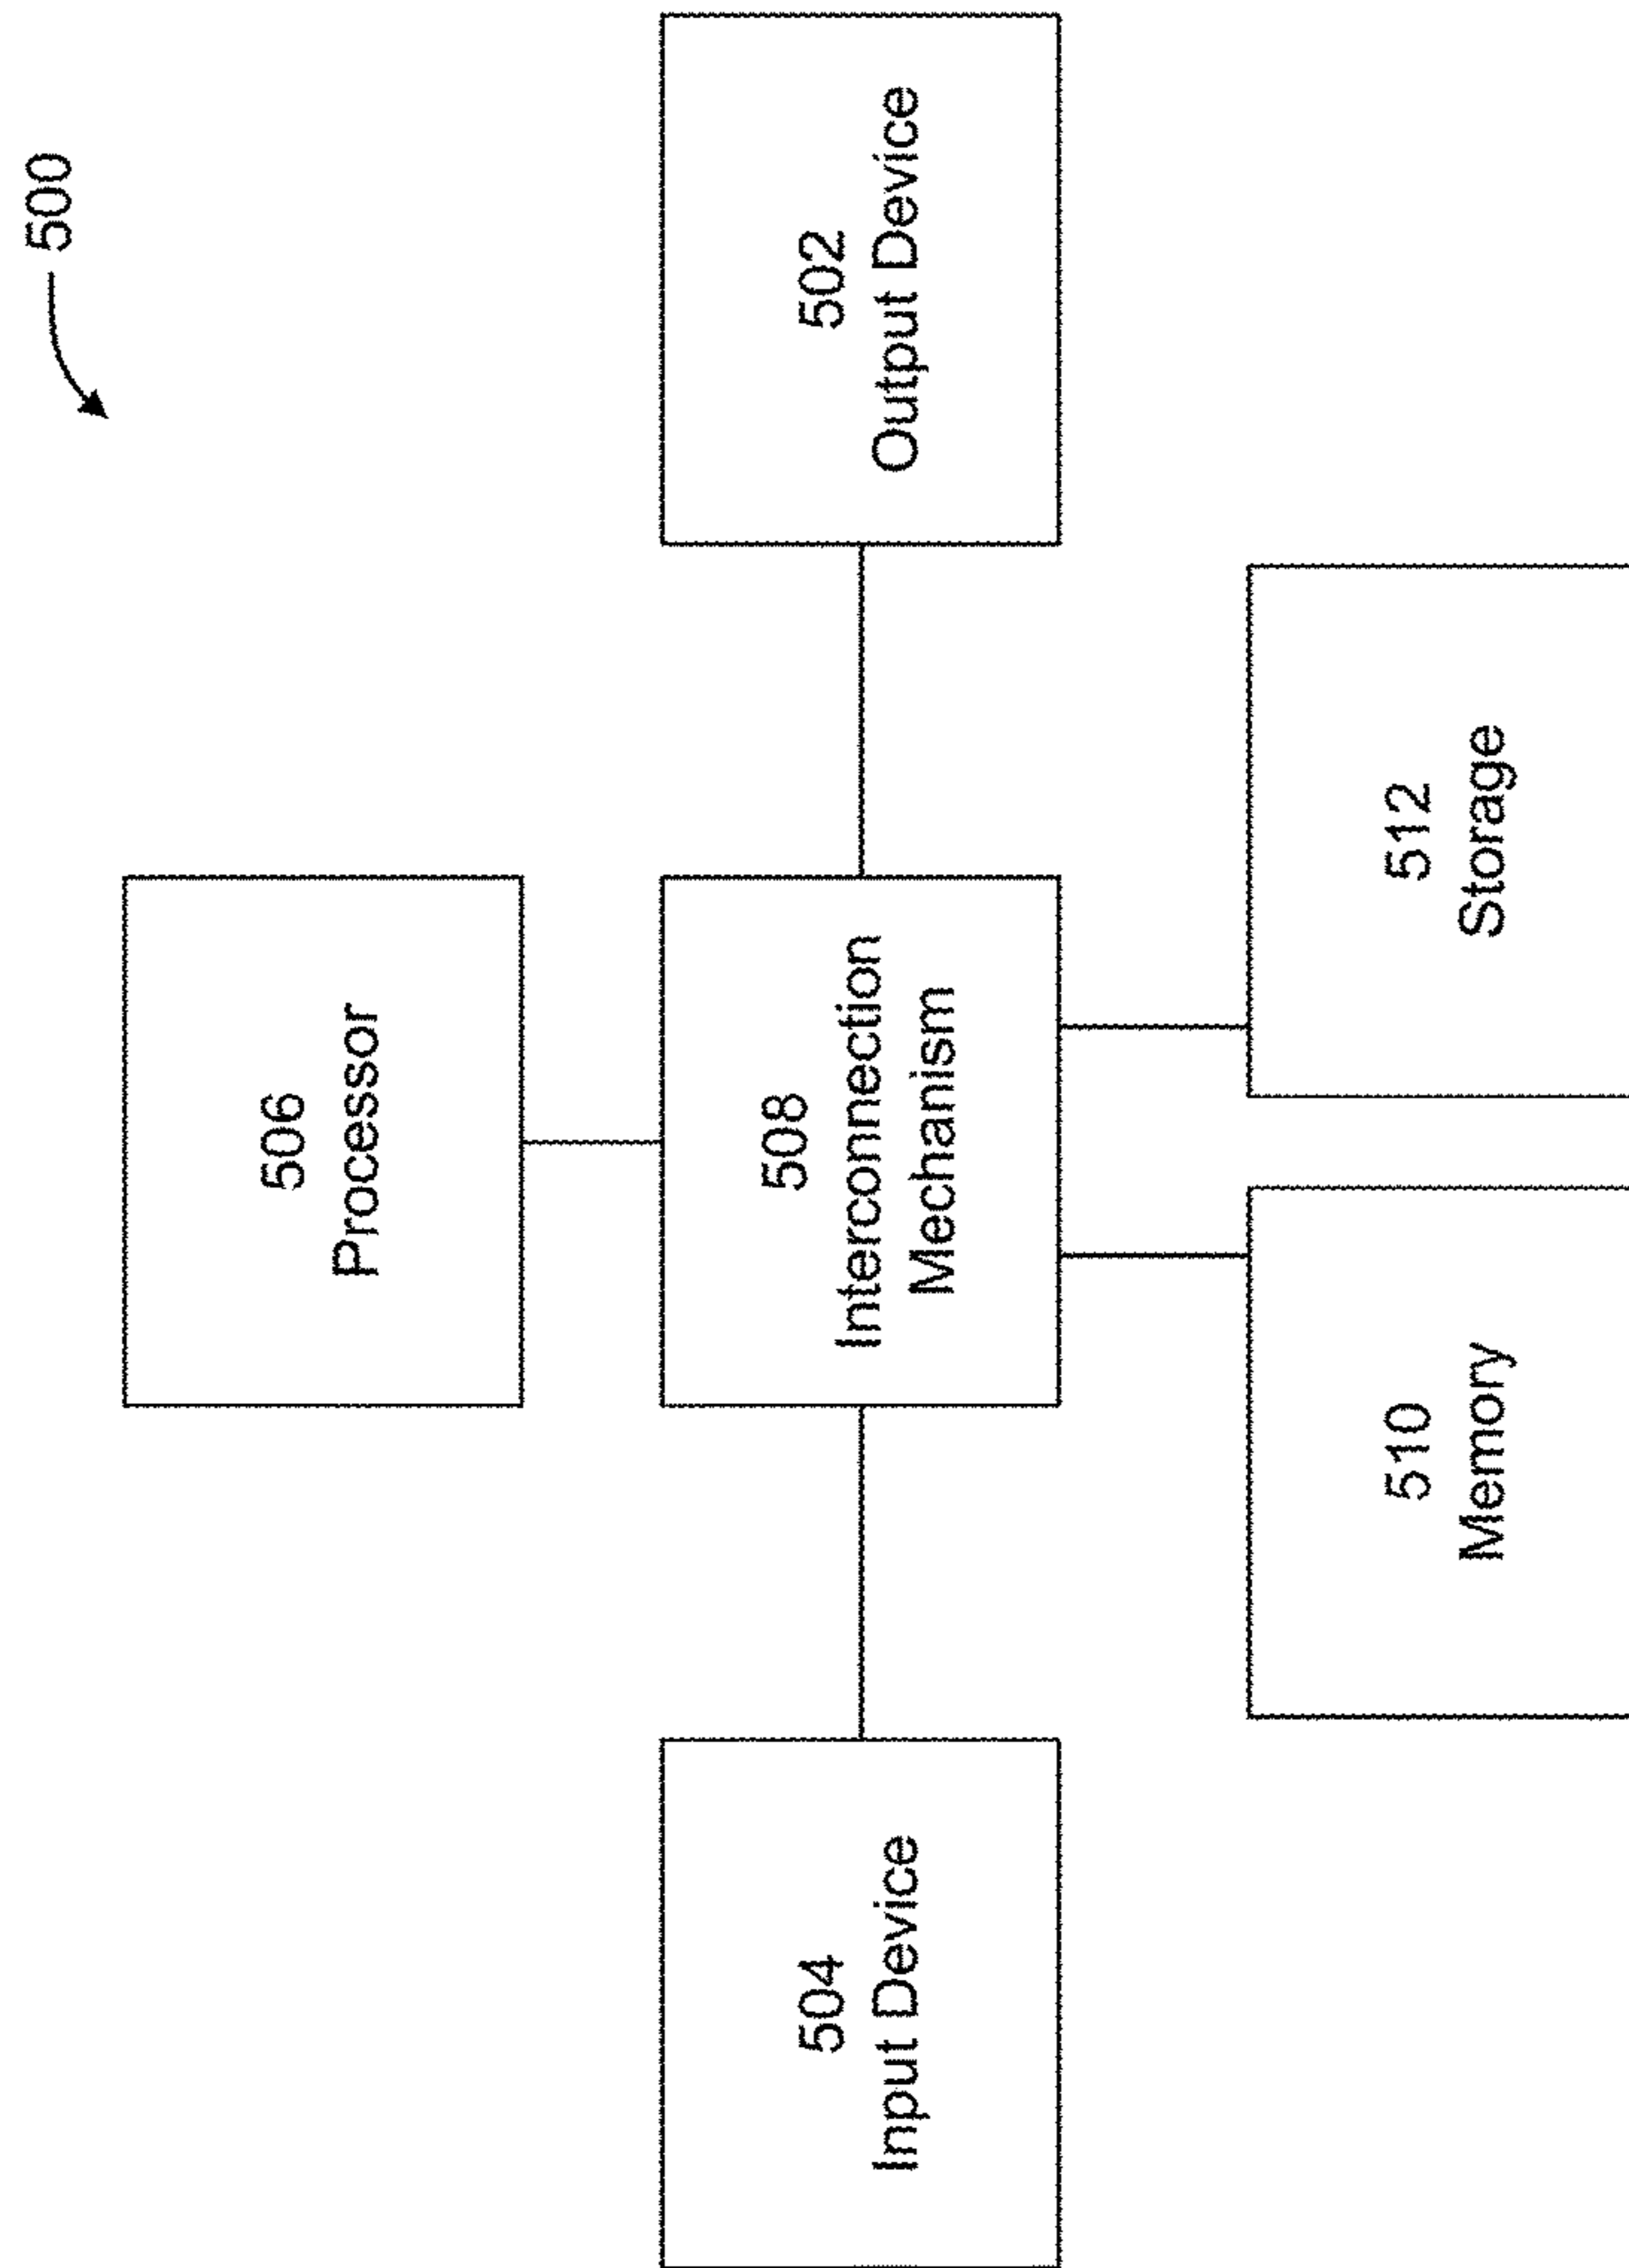 500
506
Processor
504
Input Device
508
Interconnection
Mechanism
502
Output Device
510
Memory
512
Storage